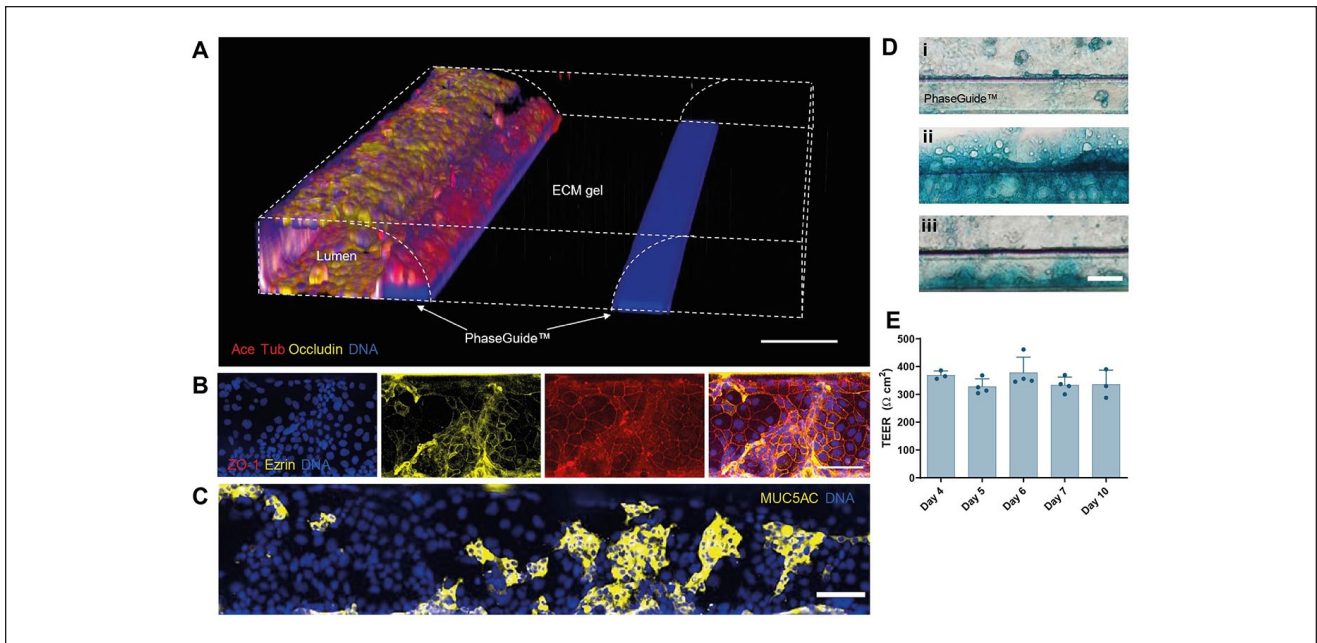 A
Lumen
ECM gel
PhaseGuide™
Ace Tub Occludin DNA
B
ZO-1 Ezrin DNA
C
MUC5AC DNA
D
i
PhaseGuide™
ii
iii
E
TEER (Ω cm²)
500
400
300
200
100
0
Day 4
Day 5
Day 6
Day 7
Day 10